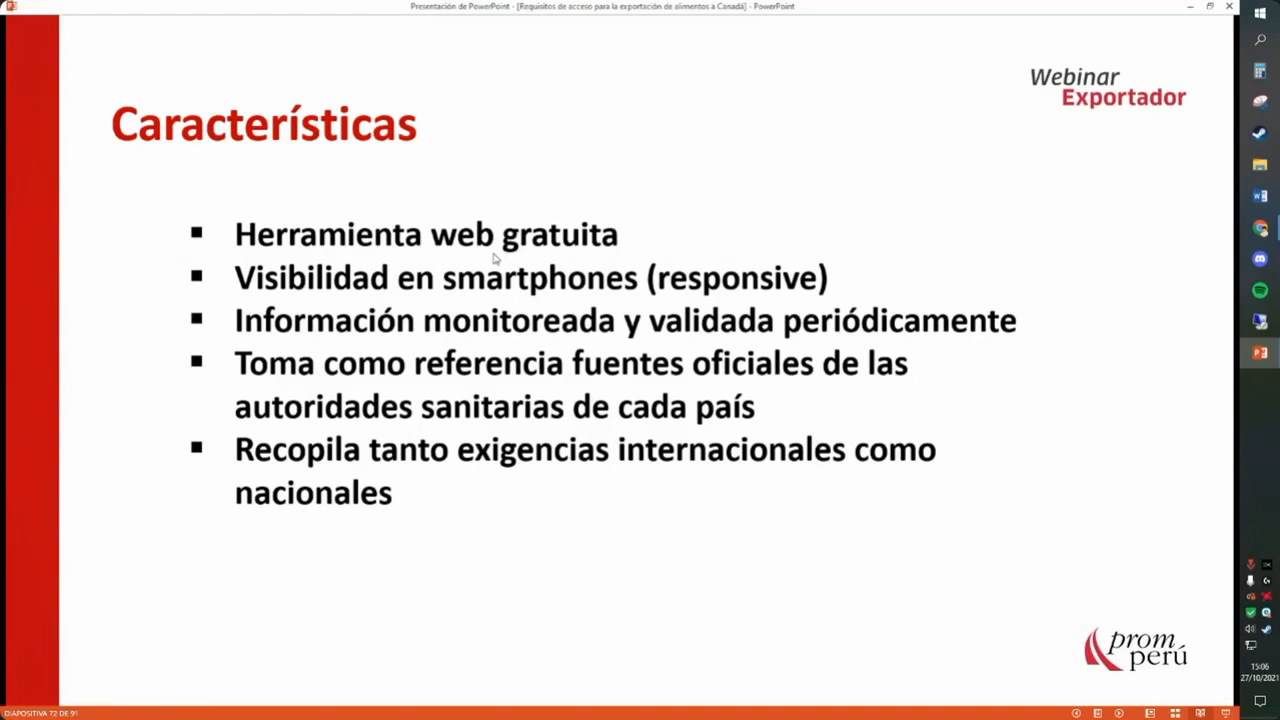 Presentación de PowerPoint - [Requisitos de acceso para la exportación de alimentos a Canadá] - PowerPoint
Webinar
Exportador
Características
▪ Herramienta web gratuita
▪ Visibilidad en smartphones (responsive)
▪ Información monitoreada y validada periódicamente
▪ Toma como referencia fuentes oficiales de las
autoridades sanitarias de cada país
▪ Recopila tanto exigencias internacionales como
nacionales
prom
perú
15:06
27/10/2021
DIAPOSITIVA 72 DE 91